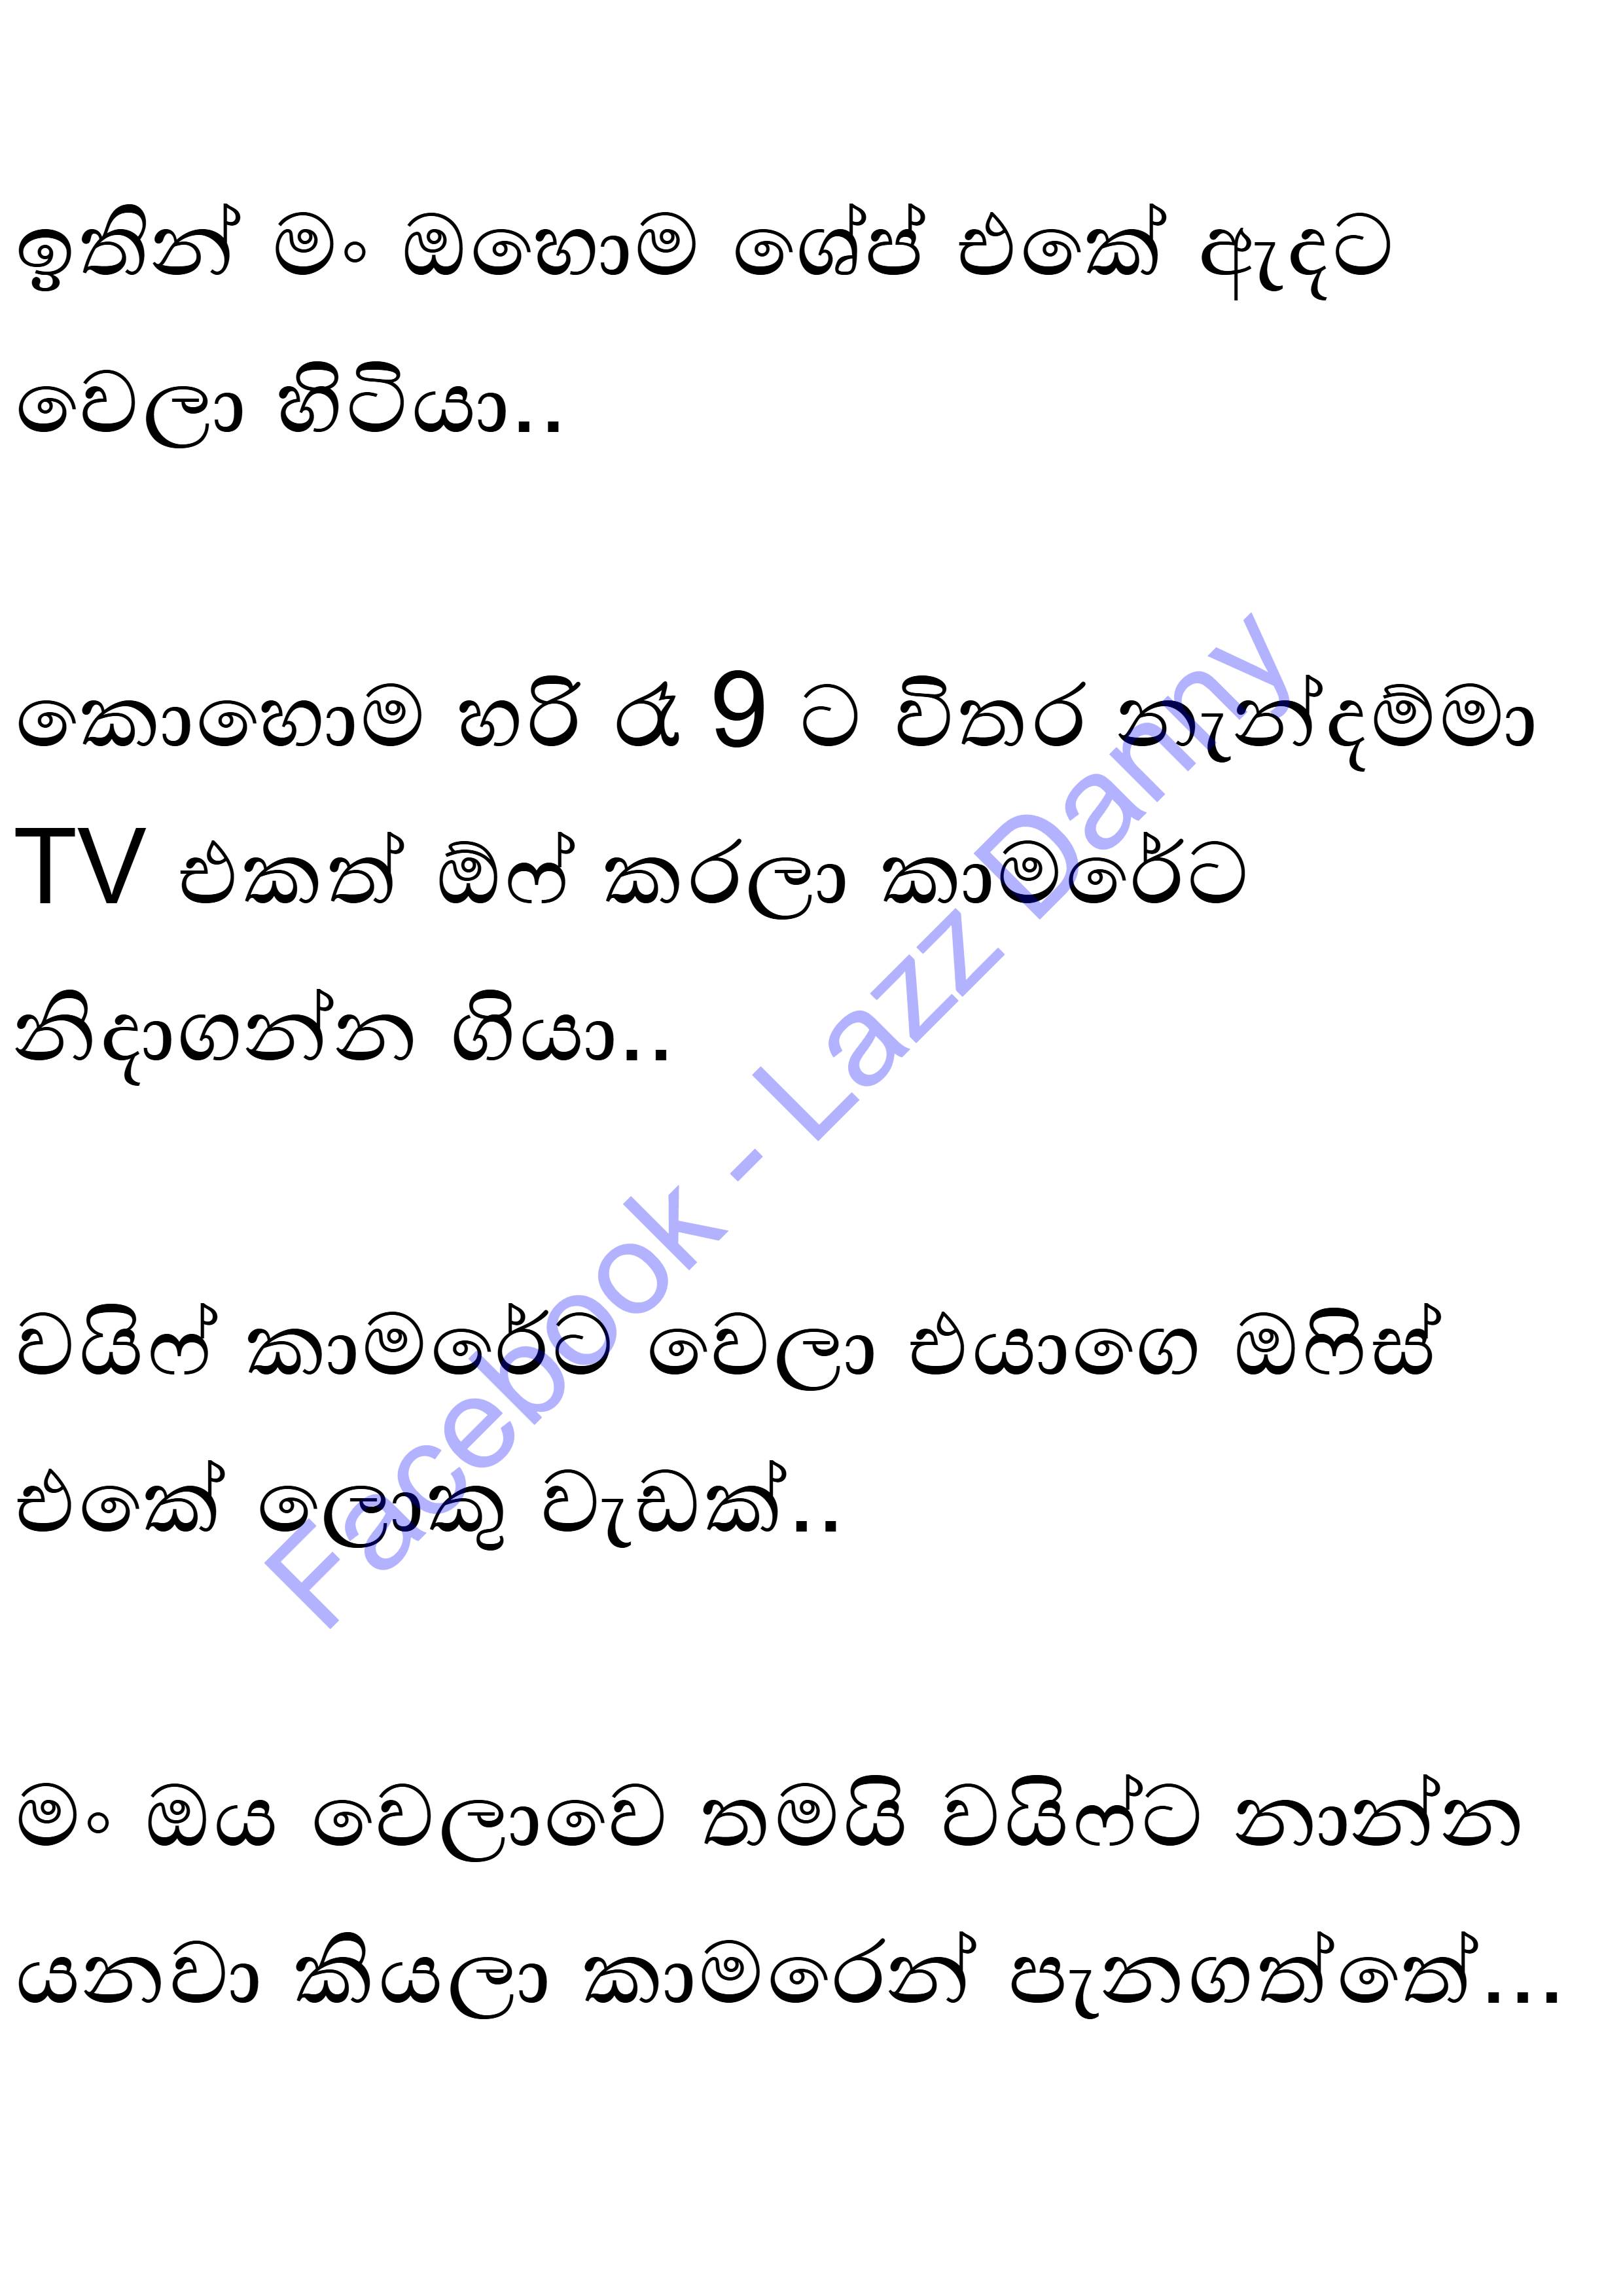 ඉතින් මං ඔහොම ශේප් එකේ ඇදට
වෙලා හිටියා..
කොහොම හරි රෑ 9 ට විතර නැන්දම්මා
TV එකත් ඕෆ් කරලා කාමරේට
නිදාගන්න ගියා..
වයිෆ් කාමරේට වෙලා එයාගෙ ඔෆිස්
එකේ ලොකු වැඩක්..
මං ඔය වෙලාවෙ තමයි වයිෆ්ට නාන්න
යනවා කියලා කාමරෙන් පැනගත්තේ...
Facebook - Lazz Danny